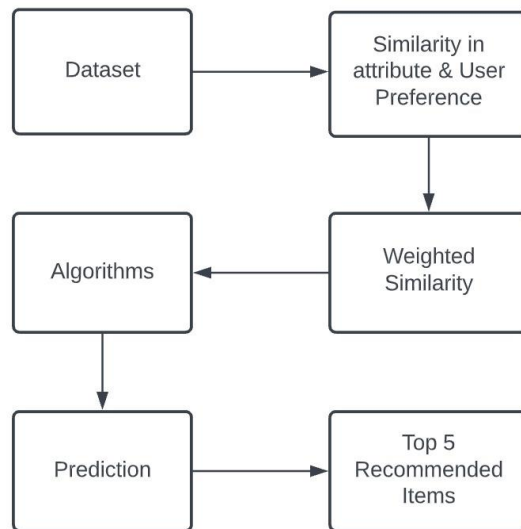 Dataset
Similarity in
attribute & User
Preference
Algorithms
Weighted
Similarity
Prediction
Top 5
Recommended
Items